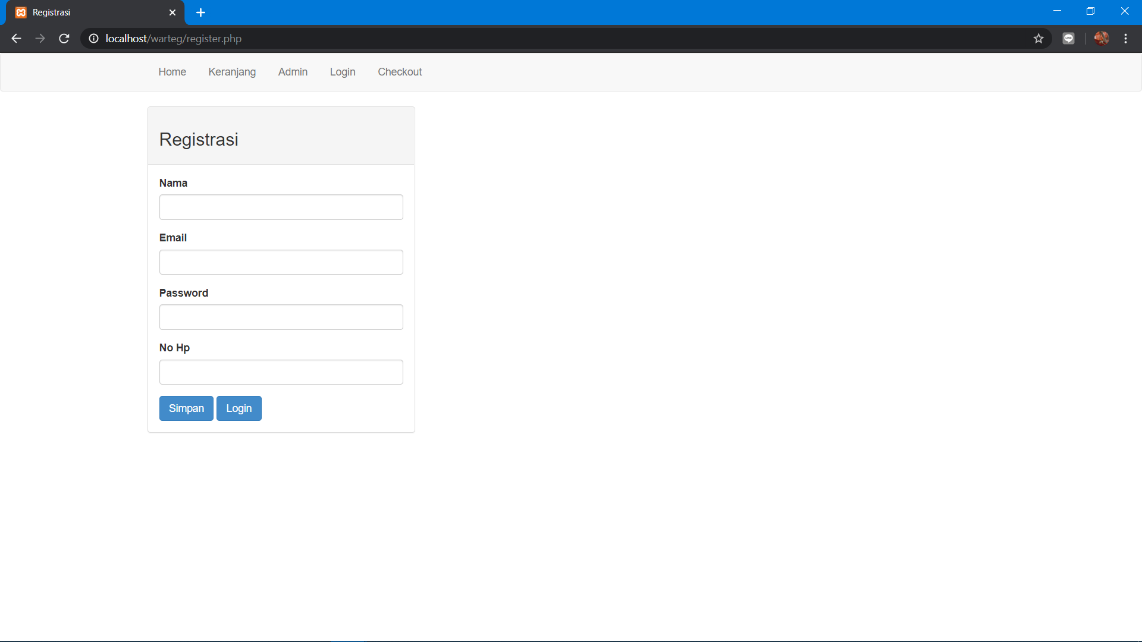 Registrasi
localhost/warteg/register.php
Home Keranjang Admin Login Checkout
Registrasi
Nama
Email
Password
No Hp
Simpan Login